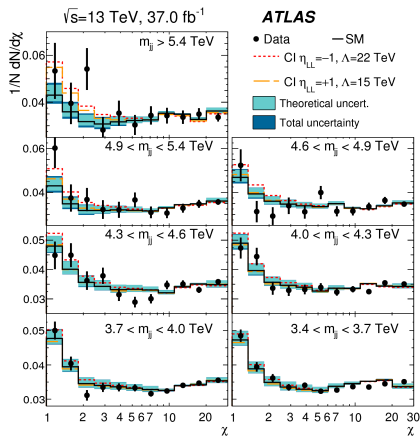 √s=13 TeV, 37.0 fb⁻¹ ATLAS
1/N dN/dχ
m_jj > 5.4 TeV
Data
SM
CI η_LL=−1, Λ=22 TeV
CI η_LL=+1, Λ=15 TeV
Theoretical uncert.
Total uncertainty
0.06
0.04
4.9 < m_jj < 5.4 TeV
4.6 < m_jj < 4.9 TeV
0.06
0.04
4.3 < m_jj < 4.6 TeV
4.0 < m_jj < 4.3 TeV
0.05
0.04
0.03
3.7 < m_jj < 4.0 TeV
3.4 < m_jj < 3.7 TeV
0.05
0.04
0.03
1 2 3 4 5 6 7 10 20 1 2 3 4 5 6 7 10 20 30
χ χ